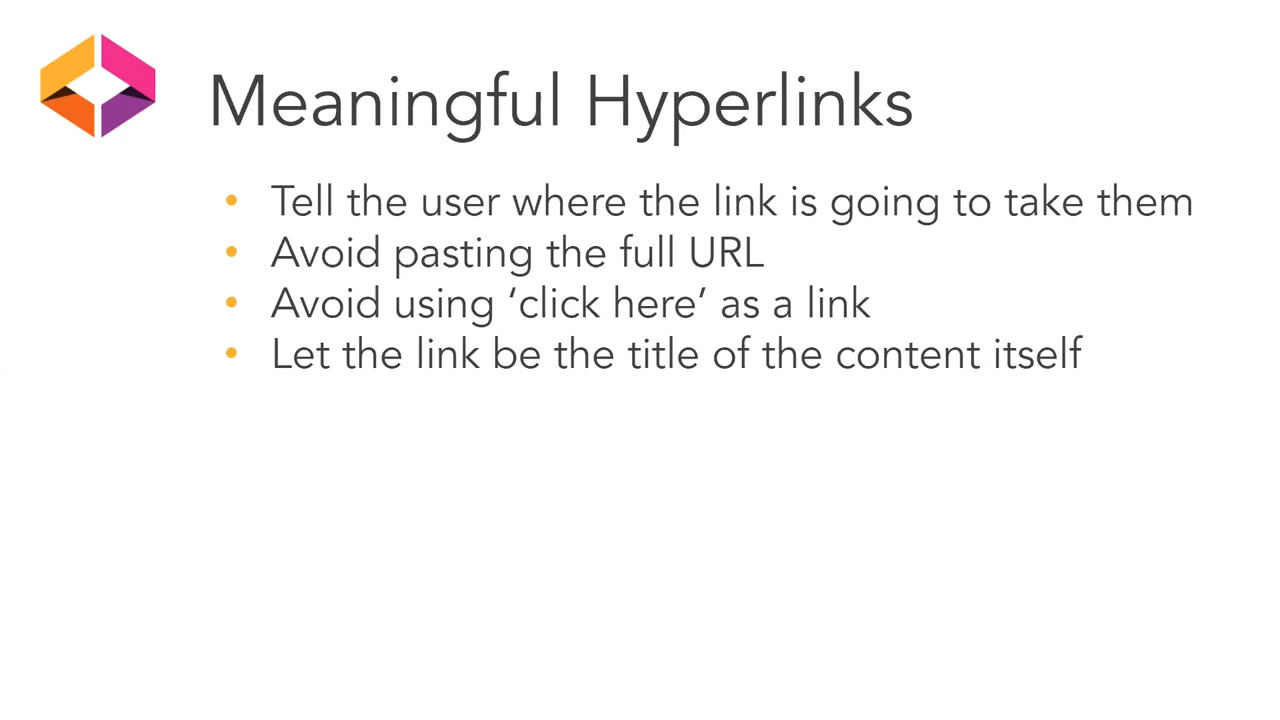 Meaningful Hyperlinks
• Tell the user where the link is going to take them
• Avoid pasting the full URL
• Avoid using ‘click here’ as a link
• Let the link be the title of the content itself